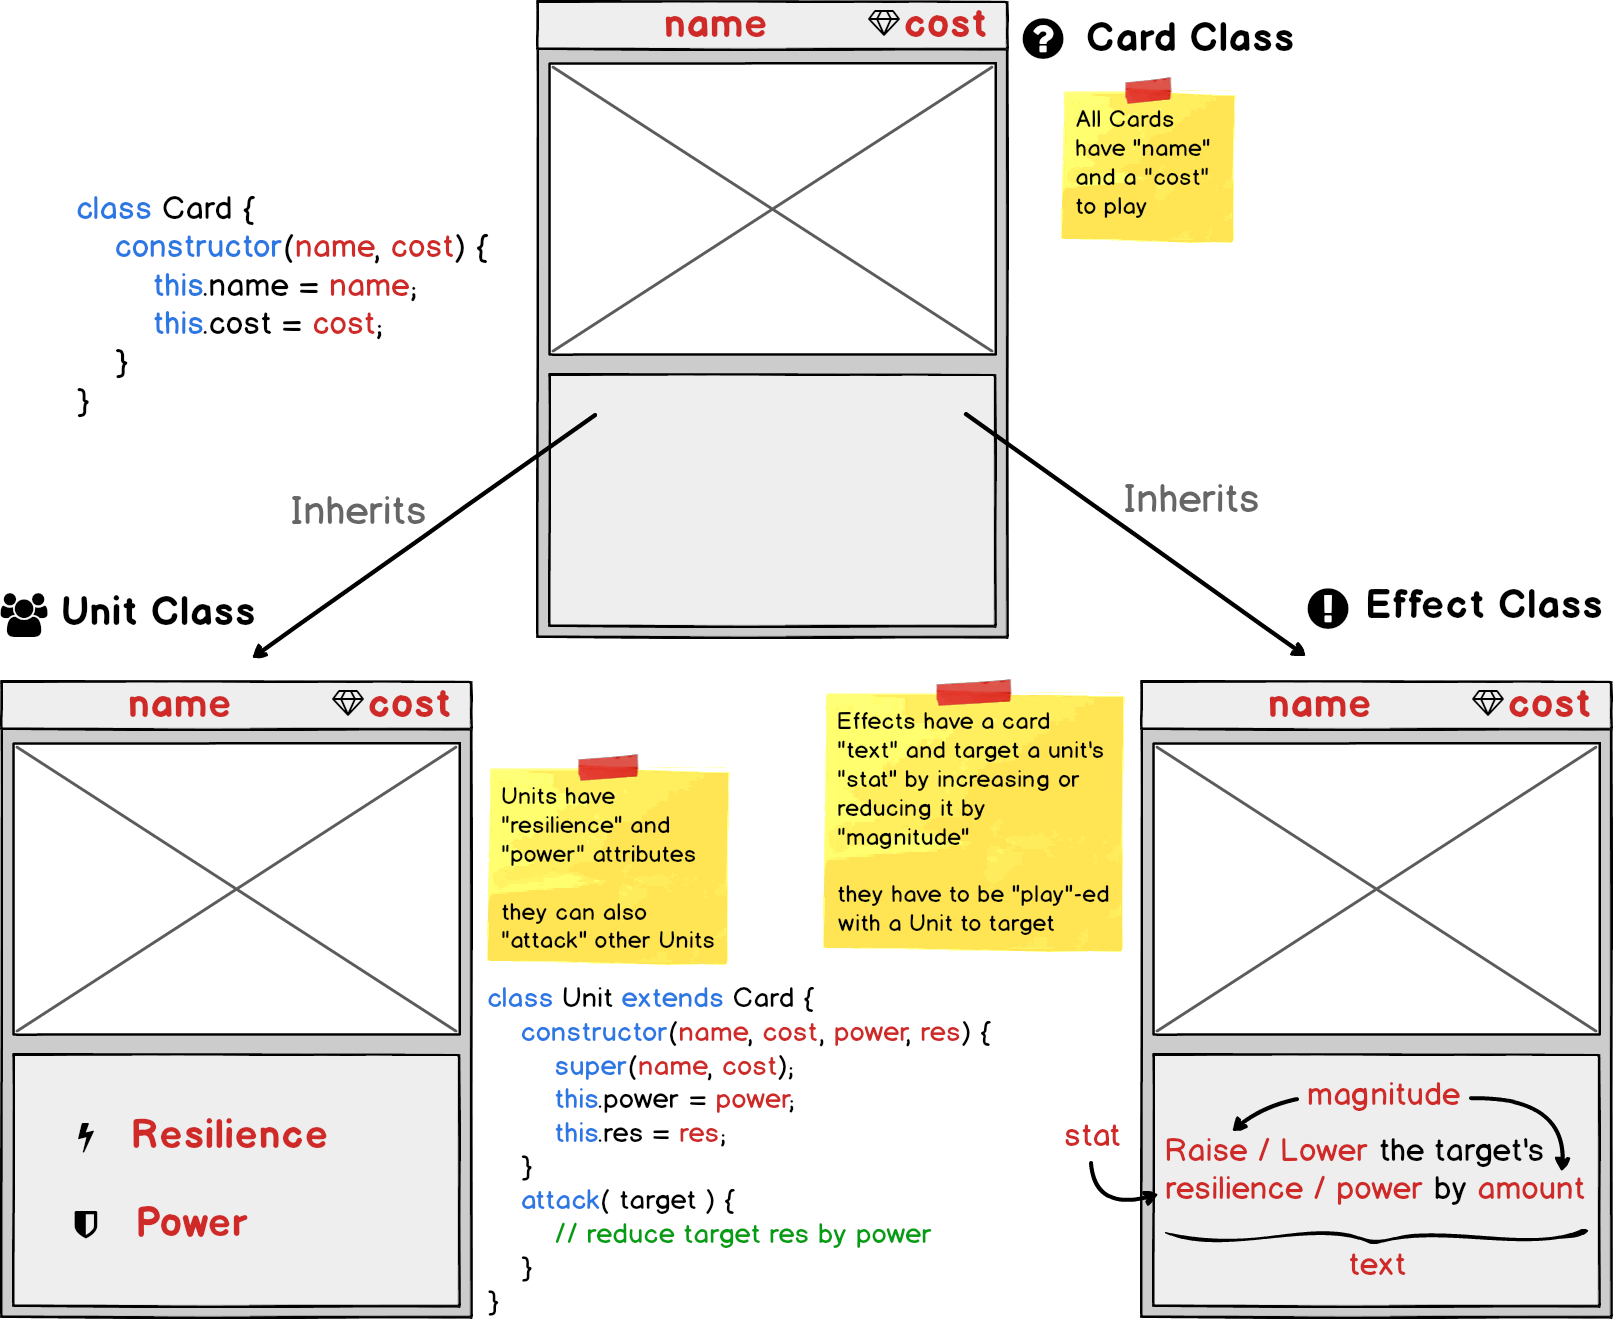 name cost
Card Class
All Cards
have "name"
and a "cost"
to play
class Card {
constructor(name, cost) {
this.name = name;
this.cost = cost;
}
}
Inherits
Inherits
Unit Class
Effect Class
name cost
Units have
"resilience" and
"power" attributes
they can also
"attack" other Units
Effects have a card
"text" and target a unit's
"stat" by increasing or
reducing it by
"magnitude"
they have to be "play"-ed
with a Unit to target
name cost
Resilience
Power
class Unit extends Card {
constructor(name, cost, power, res) {
super(name, cost);
this.power = power;
this.res = res;
}
attack( target ) {
// reduce target res by power
}
}
magnitude
stat
Raise / Lower the target's
resilience / power by amount
text